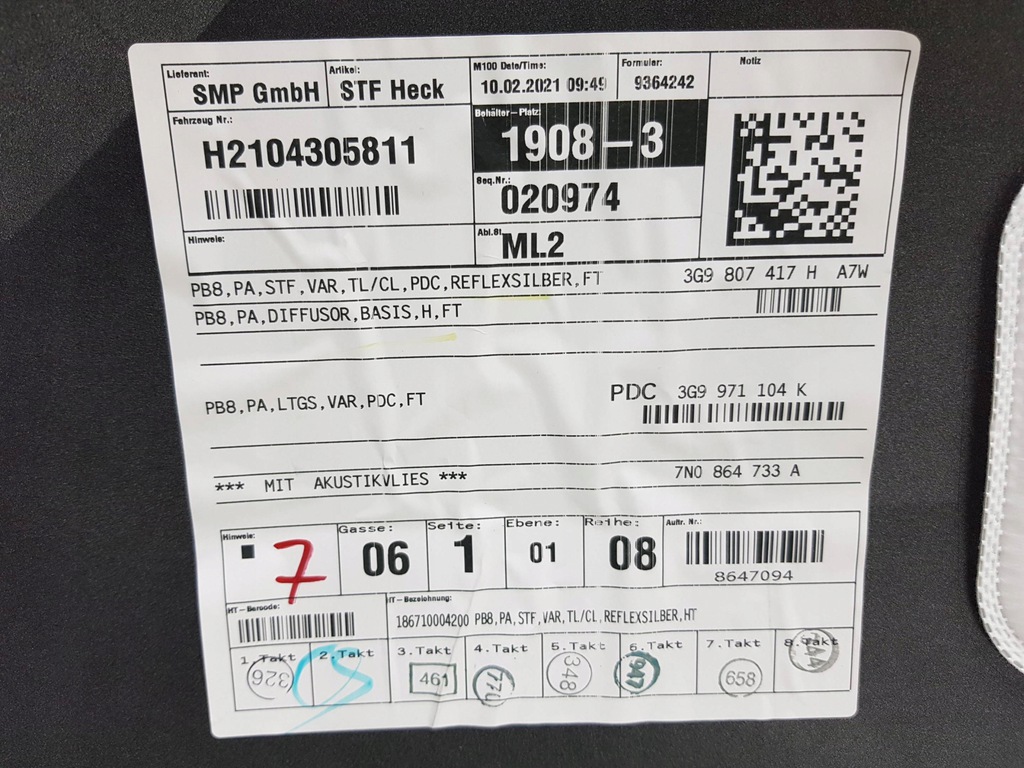 Lieferant: Artikel: M100 Date/Time: Formular: Notiz
SMP GmbH STF Heck 10.02.2021 09:49 9364242
Fahrzeug Nr.: Behälter-Platz:
H2104305811 1908-3
Seq.Nr.:
020974
Hinweis: Abl.St.
ML2
PB8,PA,STF,VAR,TL/CL,PDC,REFLEXSILBER,FT 3G9 807 417 H A7W
PB8,PA,DIFFUSOR,BASIS,H,FT
PB8,PA,LTGS,VAR,PDC,FT PDC 3G9 971 104 K
*** MIT AKUSTIKVLIES *** 7N0 864 733 A
Hinweis: Gasse: Seite: Ebene: Reihe: Auftr. Nr.:
7 06 1 01 08
8647094
HT-Barcode: HT-Bezeichnung:
186710004200 PB8,PA,STF,VAR,TL/CL,REFLEXSILBER,HT
1.Takt 2.Takt 3.Takt 4.Takt 5.Takt 6.Takt 7.Takt 8.Takt
326 461 770 348 947 658